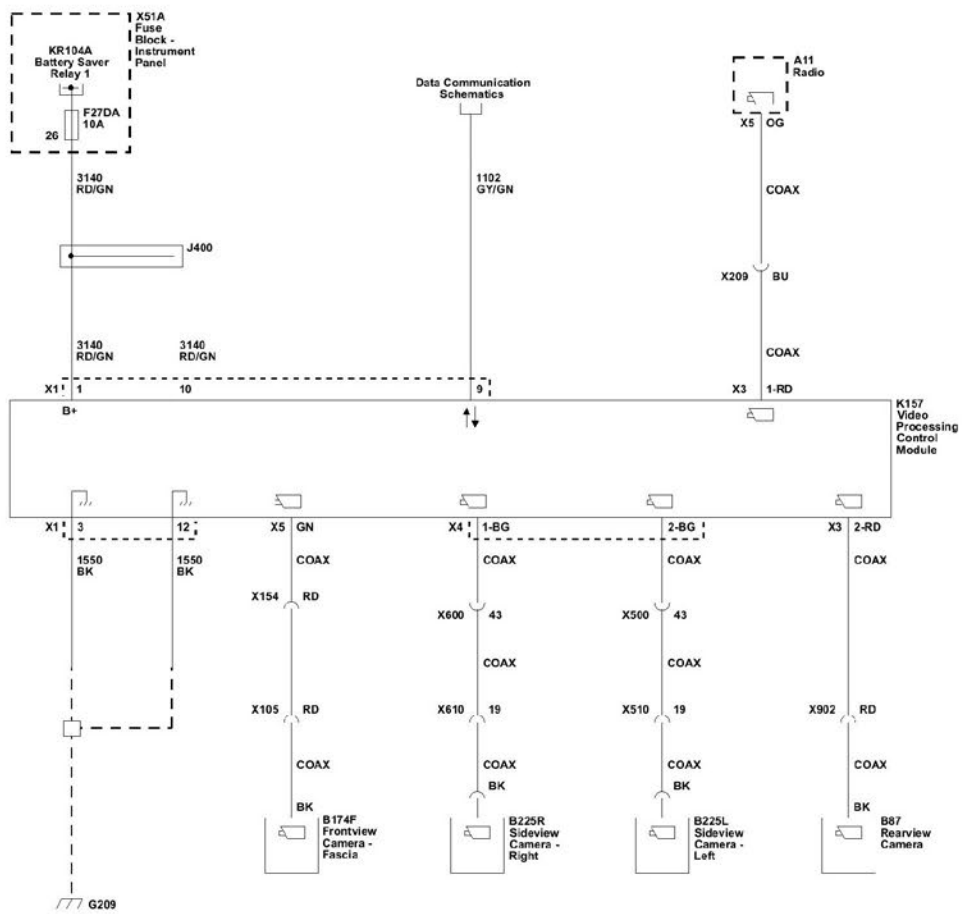 X51A
Fuse
Block -
Instrument
Panel
KR104A
Battery Saver
Relay 1
F27DA
10A
26
Data Communication
Schematics
A11
Radio
X5 OG
3140
RD/GN
1102
GY/GN
COAX
J400
X209 BU
3140
RD/GN
3140
RD/GN
COAX
X1 1 10 9
X3 1-RD
B+
K157
Video
Processing
Control
Module
X1 3 12
X5 GN
X4 1-BG 2-BG
X3 2-RD
1550
BK
1550
BK
COAX
COAX
COAX
COAX
X154 RD
X600 43
X500 43
COAX
COAX
X105 RD
X610 19
X510 19
X902 RD
COAX
COAX
COAX
COAX
BK
BK
BK
BK
B174F
Frontview
Camera -
Fascia
B225R
Sideview
Camera -
Right
B225L
Sideview
Camera -
Left
B87
Rearview
Camera
G209